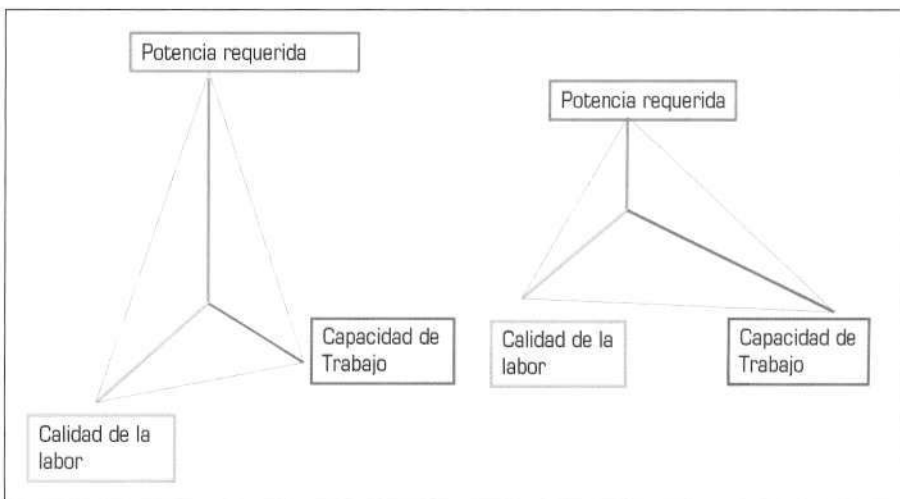 Potencia requerida
Capacidad de
Trabajo
Calidad de la
labor
Potencia requerida
Calidad de la
labor
Capacidad de
Trabajo